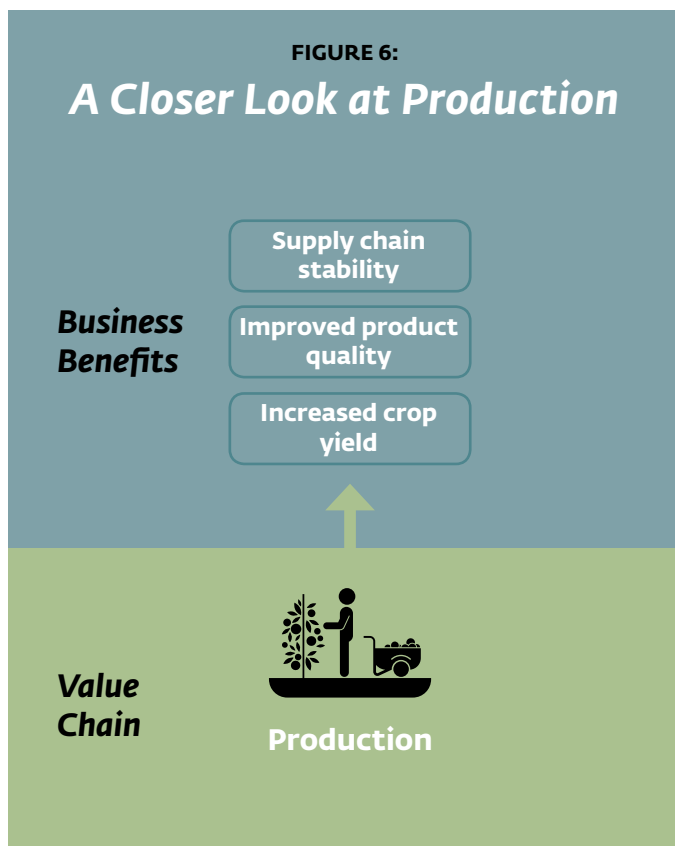 FIGURE 6:
A Closer Look at Production
Supply chain
stability
Business
Benefits
Improved product
quality
Increased crop
yield
Value
Chain
Production